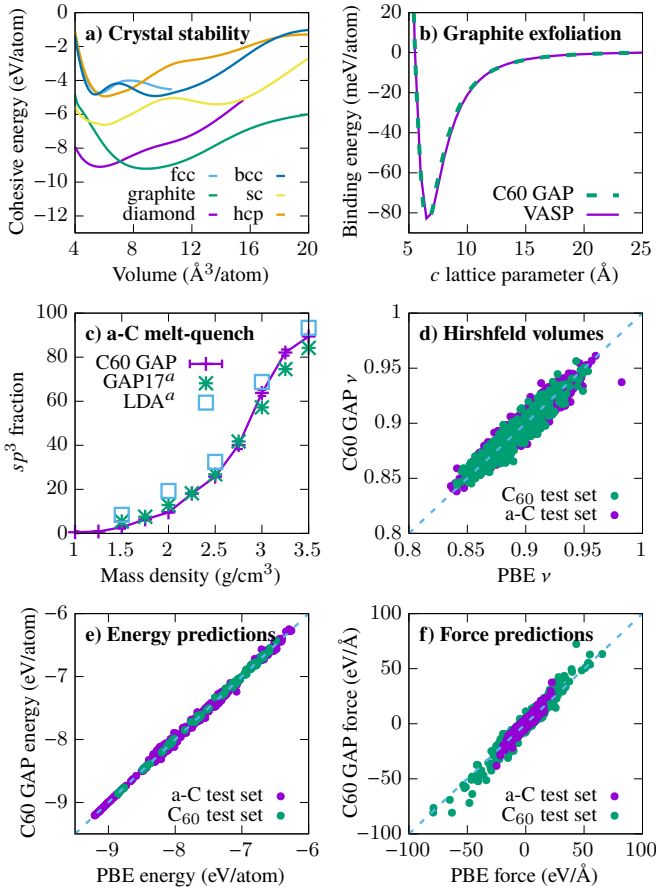 a) Crystal stability
Cohesive energy (eV/atom)
0
−2
−4
−6
−8
−10
−12
fcc
bcc
graphite
sc
diamond
hcp
4
8
12
16
20
Volume (Å³/atom)
b) Graphite exfoliation
Binding energy (meV/atom)
20
0
−20
−40
−60
−80
C60 GAP
VASP
5
10
15
20
25
c lattice parameter (Å)
c) a-C melt-quench
sp³ fraction
100
80
60
40
20
0
C60 GAP
GAP17ᵃ
LDAᵃ
1
1.5
2
2.5
3
3.5
Mass density (g/cm³)
d) Hirshfeld volumes
C60 GAP ν
1
0.95
0.9
0.85
0.8
C₆₀ test set
a-C test set
0.8
0.85
0.9
0.95
1
PBE ν
e) Energy predictions
C60 GAP energy (eV/atom)
−6
−7
−8
−9
a-C test set
C₆₀ test set
−9
−8
−7
−6
PBE energy (eV/atom)
f) Force predictions
C60 GAP force (eV/Å)
100
50
0
−50
−100
a-C test set
C₆₀ test set
−100
−50
0
50
100
PBE force (eV/Å)